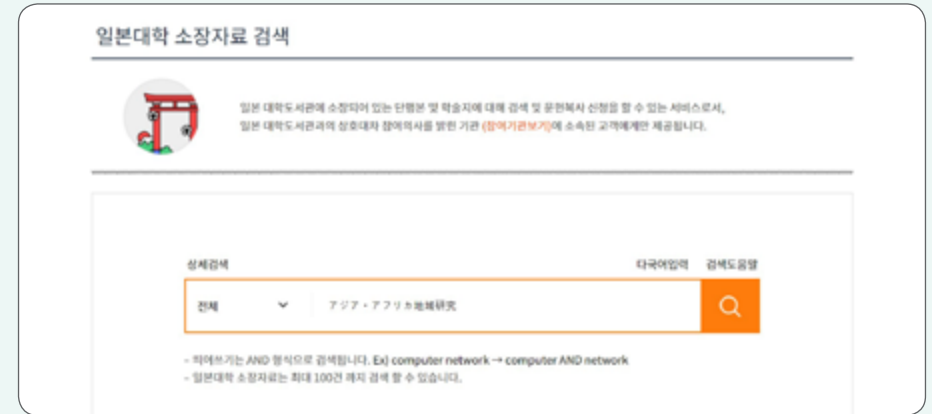 일본대학 소장자료 검색
일본 대학도서관에 소장되어 있는 단행본 및 학술지에 대해 검색 및 문헌복사 신청을 할 수 있는 서비스로서,
일본 대학도서관과의 상호대차 참여의사를 밝힌 기관 (참여기관보기)에 소속된 고객에게만 제공됩니다.
상세검색 다국어입력 검색도움말
전체 アジア・アフリカ地域研究
- 띄어쓰기는 AND 형식으로 검색됩니다. Ex) computer network → computer AND network
- 일본대학 소장자료는 최대 100건 까지 검색 할 수 있습니다.